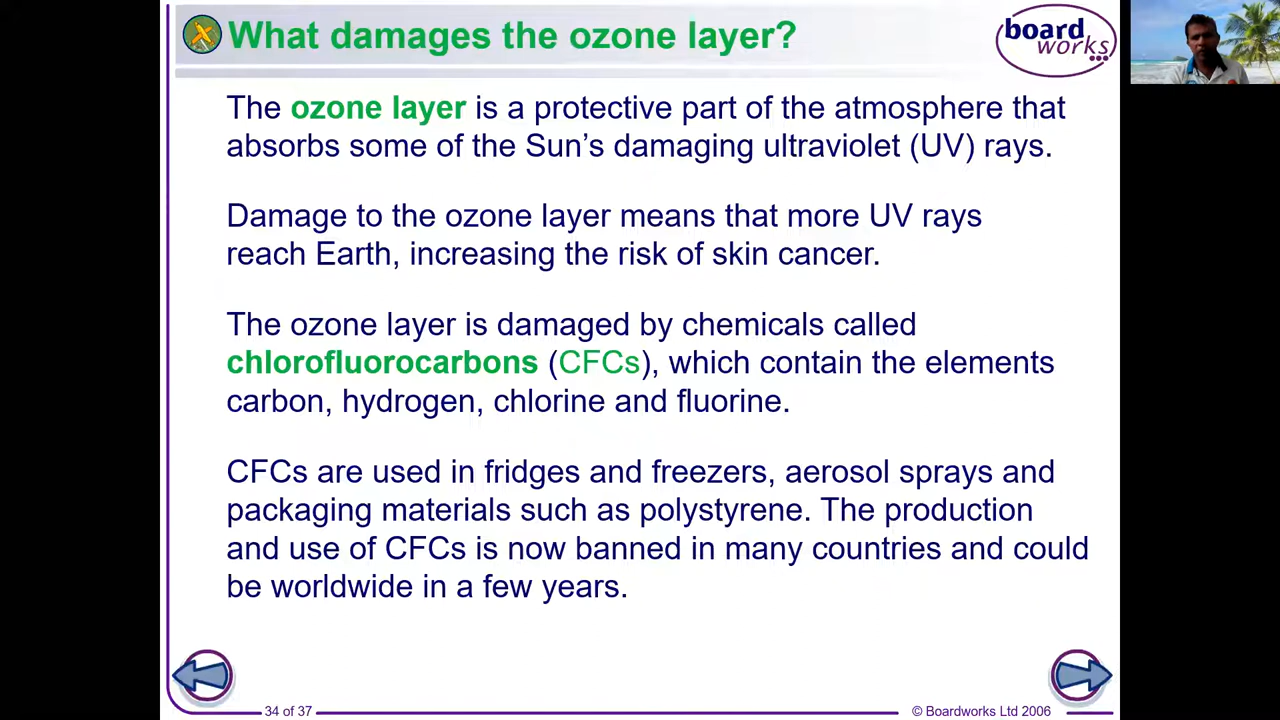 What damages the ozone layer?
board
works
The ozone layer is a protective part of the atmosphere that
absorbs some of the Sun’s damaging ultraviolet (UV) rays.
Damage to the ozone layer means that more UV rays
reach Earth, increasing the risk of skin cancer.
The ozone layer is damaged by chemicals called
chlorofluorocarbons (CFCs), which contain the elements
carbon, hydrogen, chlorine and fluorine.
CFCs are used in fridges and freezers, aerosol sprays and
packaging materials such as polystyrene. The production
and use of CFCs is now banned in many countries and could
be worldwide in a few years.
34 of 37
© Boardworks Ltd 2006